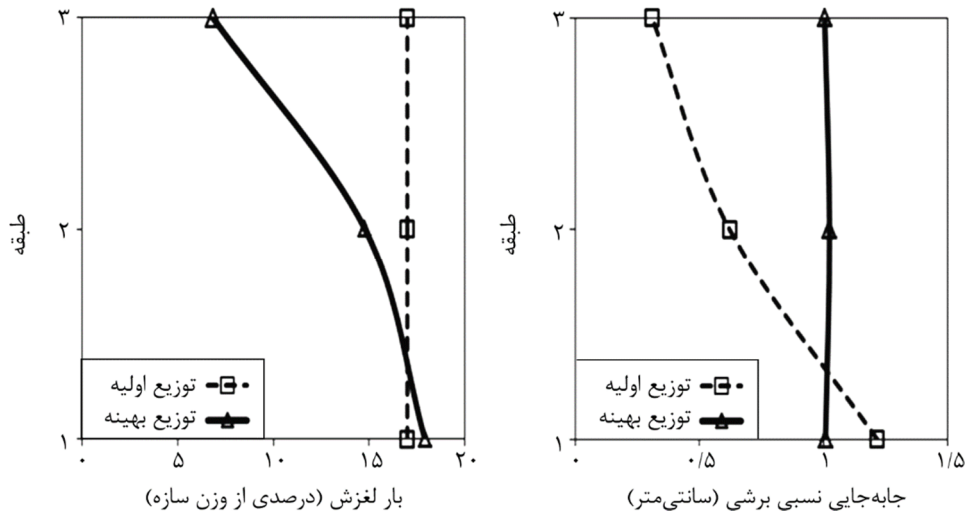 ۳
۲
۱
طبقه
۰
۵
۱۰
۱۵
۲۰
بار لغزش (درصدی از وزن سازه)
توزیع اولیه
توزیع بهینه
۳
۲
۱
طبقه
۰
۰/۵
۱
۱/۵
جابه‌جایی نسبی برشی (سانتی‌متر)
توزیع اولیه
توزیع بهینه